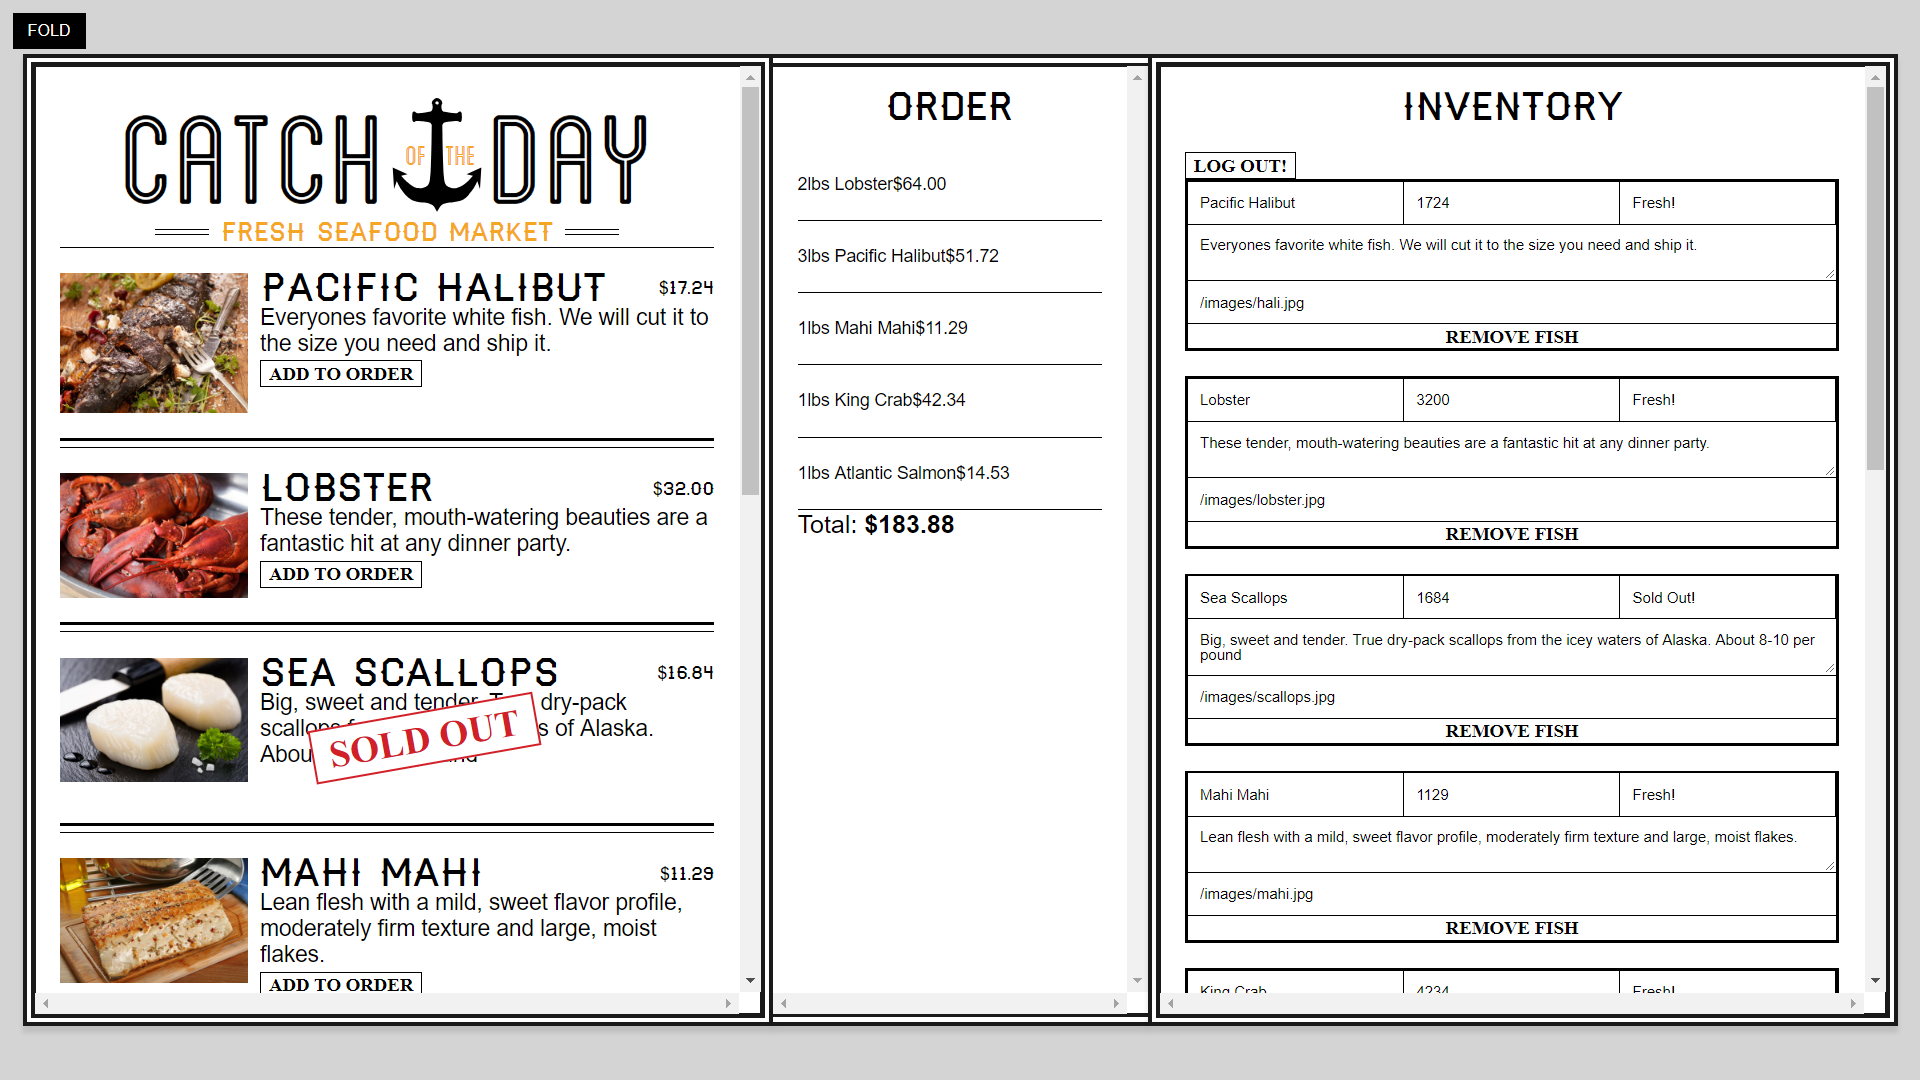 FOLD
CATCH OF THE DAY
FRESH SEAFOOD MARKET
PACIFIC HALIBUT $17.24
Everyones favorite white fish. We will cut it to
the size you need and ship it.
ADD TO ORDER
LOBSTER $32.00
These tender, mouth-watering beauties are a
fantastic hit at any dinner party.
ADD TO ORDER
SEA SCALLOPS $16.84
Big, sweet and tender. dry-pack
of Alaska.
SOLD OUT
MAHI MAHI $11.29
Lean flesh with a mild, sweet flavor profile,
moderately firm texture and large, moist
flakes.
ADD TO ORDER
ORDER
2lbs Lobster$64.00
3lbs Pacific Halibut$51.72
1lbs Mahi Mahi$11.29
1lbs King Crab$42.34
1lbs Atlantic Salmon$14.53
Total: $183.88
INVENTORY
LOG OUT!
Pacific Halibut 1724 Fresh!
Everyones favorite white fish. We will cut it to the size you need and ship it.
/images/hali.jpg
REMOVE FISH
Lobster 3200 Fresh!
These tender, mouth-watering beauties are a fantastic hit at any dinner party.
/images/lobster.jpg
REMOVE FISH
Sea Scallops 1684 Sold Out!
Big, sweet and tender. True dry-pack scallops from the icey waters of Alaska. About 8-10 per
pound
/images/scallops.jpg
REMOVE FISH
Mahi Mahi 1129 Fresh!
Lean flesh with a mild, sweet flavor profile, moderately firm texture and large, moist flakes.
/images/mahi.jpg
REMOVE FISH
King Crab 4234 Fresh!